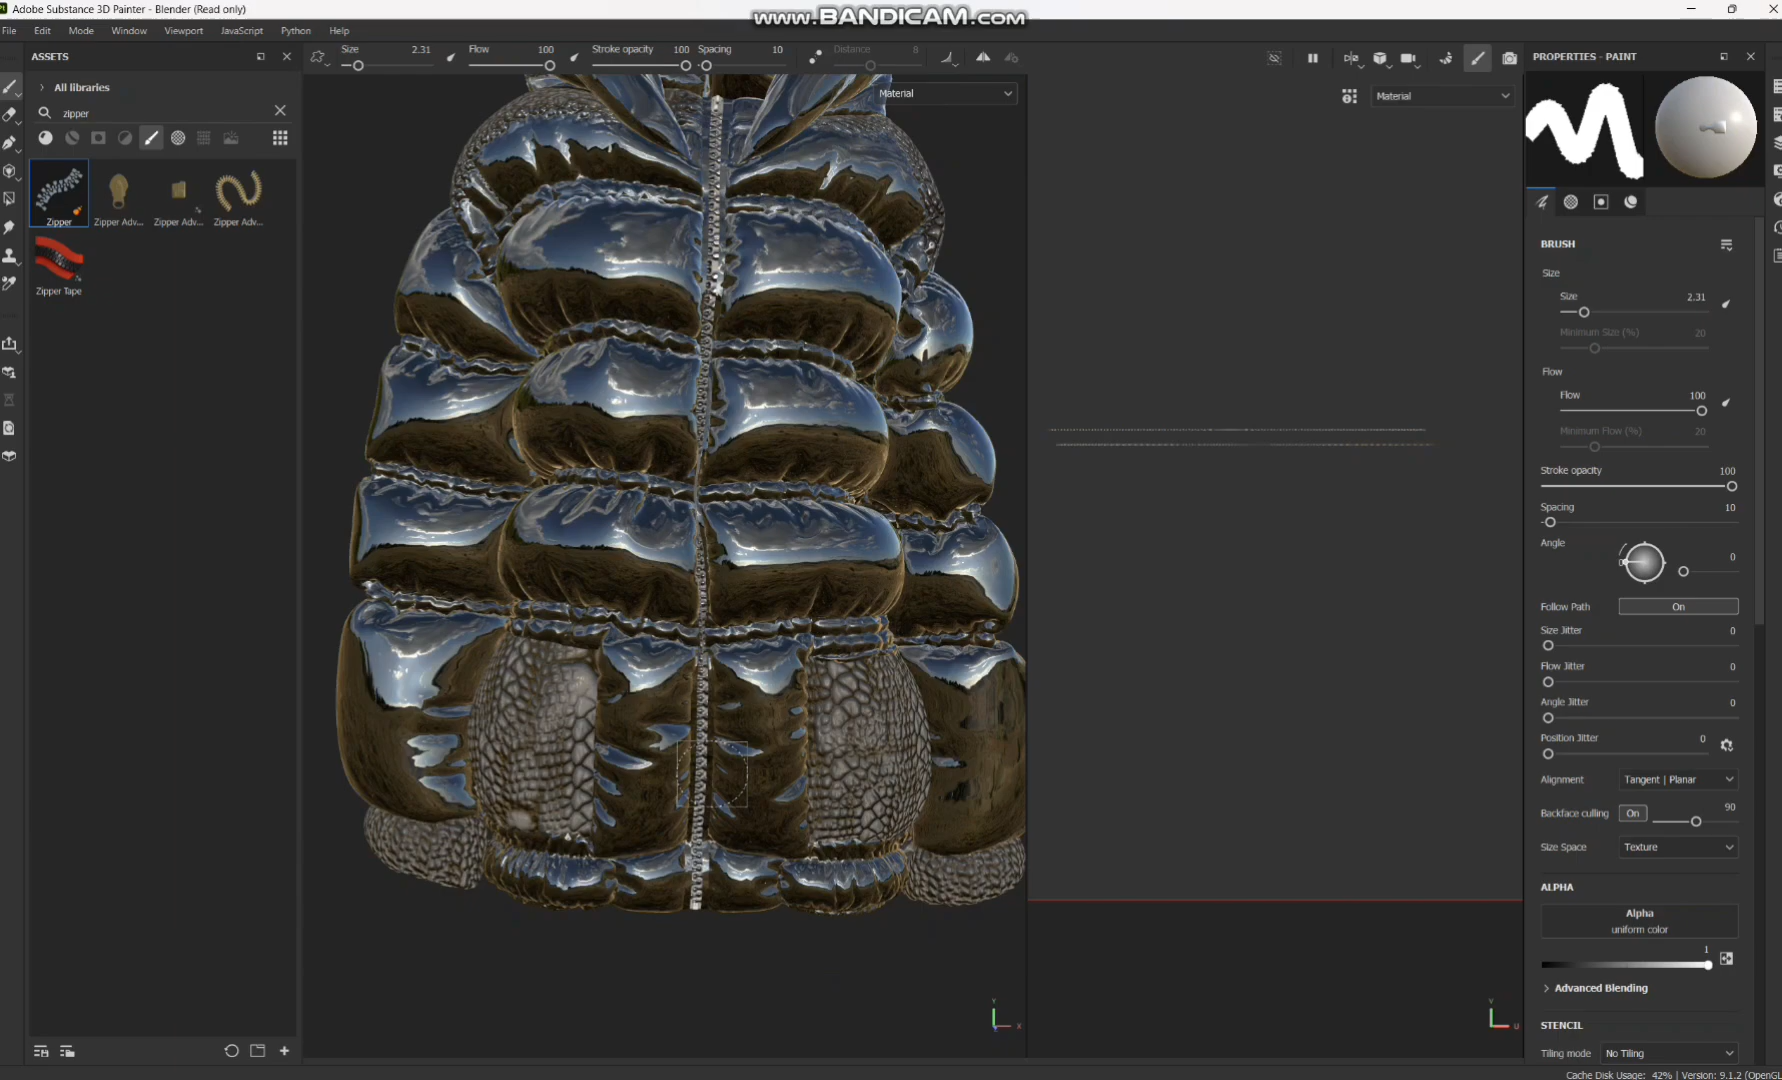 Adobe Substance 3D Painter - Blender (Read only)
www.BANDICAM.com
File Edit Mode Window Viewport JavaScript Python Help
ASSETS
Size 2.31 Flow 100 Stroke opacity 100 Spacing 10 Distance 8
PROPERTIES - PAINT
All libraries
zipper
Material
Material
Zipper Zipper Adv... Zipper Adv... Zipper Adv...
Zipper Tape
BRUSH
Size
Size 2.31
Minimum Size (%) 20
Flow
Flow 100
Minimum Flow (%) 20
Stroke opacity 100
Spacing 10
Angle 0
Follow Path On
Size Jitter 0
Flow Jitter 0
Angle Jitter 0
Position Jitter 0
Alignment Tangent | Planar
Backface culling On 90
Size Space Texture
ALPHA
Alpha
uniform color
1
Advanced Blending
STENCIL
Tiling mode No Tiling
Cache Disk Usage: 42% | Version: 9.1.2 (OpenGL